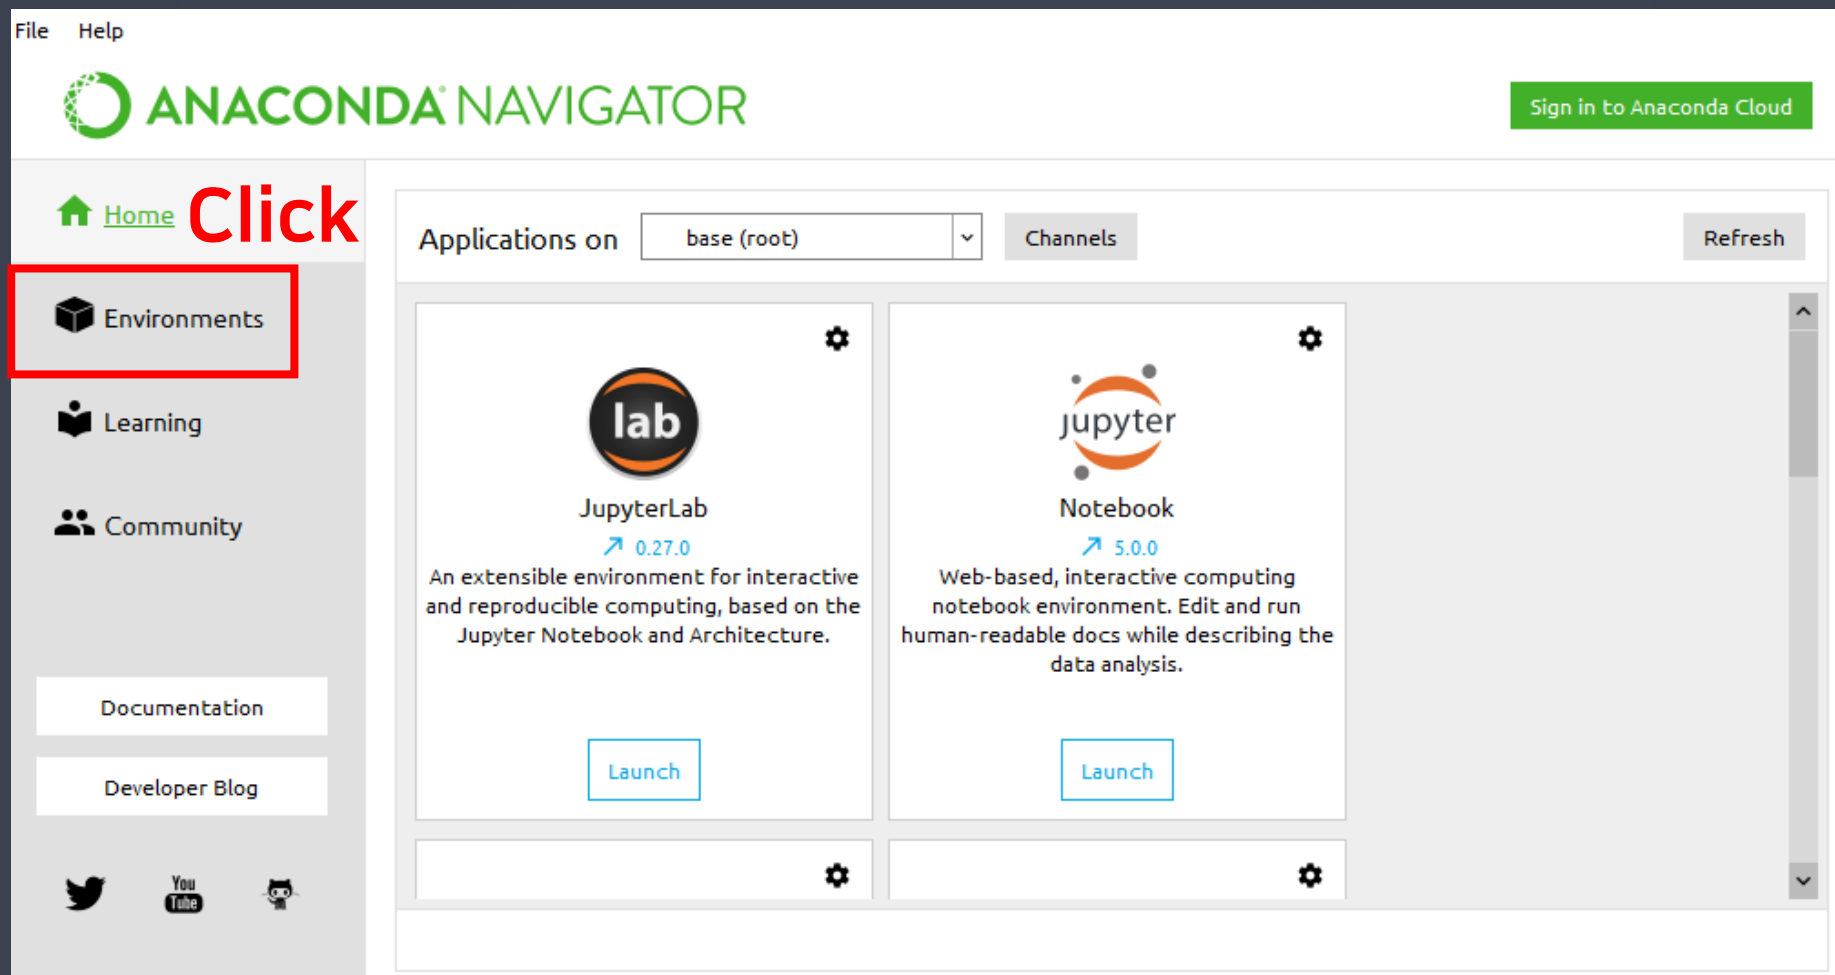 File Help
ANACONDA NAVIGATOR
Sign in to Anaconda Cloud
Home
Click
Environments
Learning
Community
Documentation
Developer Blog
You
Tube
Applications on base (root) Channels Refresh
lab
JupyterLab
0.27.0
An extensible environment for interactive
and reproducible computing, based on the
Jupyter Notebook and Architecture.
Launch
jupyter
Notebook
5.0.0
Web-based, interactive computing
notebook environment. Edit and run
human-readable docs while describing the
data analysis.
Launch